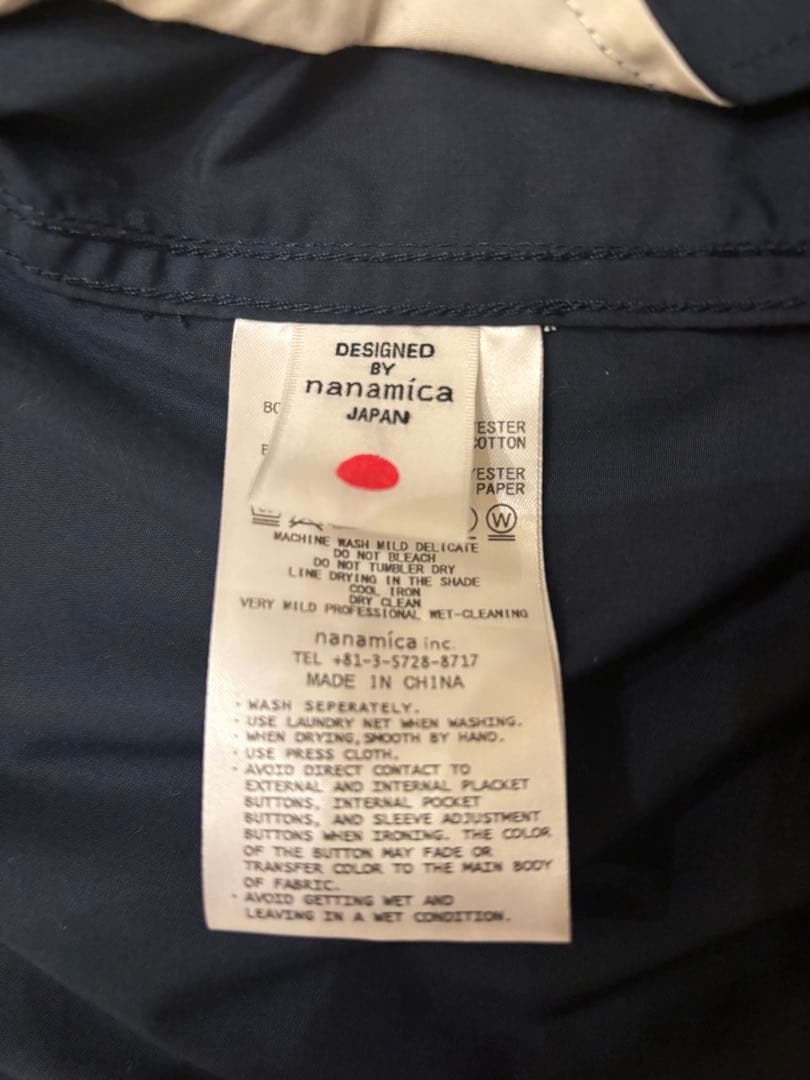 DESIGNED
BY
nanamica
JAPAN
BO
ESTER
COTTON
ESTER
PAPER
W
MACHINE WASH MILD DELICATE
DO NOT BLEACH
DO NOT TUMBLER DRY
LINE DRYING IN THE SHADE
COOL IRON
DRY CLEAN
VERY MILD PROFESSIONAL WET-CLEANING
nanamica inc.
TEL +81-3-5728-8717
MADE IN CHINA
· WASH SEPERATELY.
· USE LAUNDRY NET WHEN WASHING.
· WHEN DRYING,SMOOTH BY HAND.
· USE PRESS CLOTH.
· AVOID DIRECT CONTACT TO
EXTERNAL AND INTERNAL PLACKET
BUTTONS, INTERNAL POCKET
BUTTONS, AND SLEEVE ADJUSTMENT
BUTTONS WHEN IRONING. THE COLOR
OF THE BUTTON MAY FADE OR
TRANSFER COLOR TO THE MAIN BODY
OF FABRIC.
· AVOID GETTING WET AND
LEAVING IN A WET CONDITION.